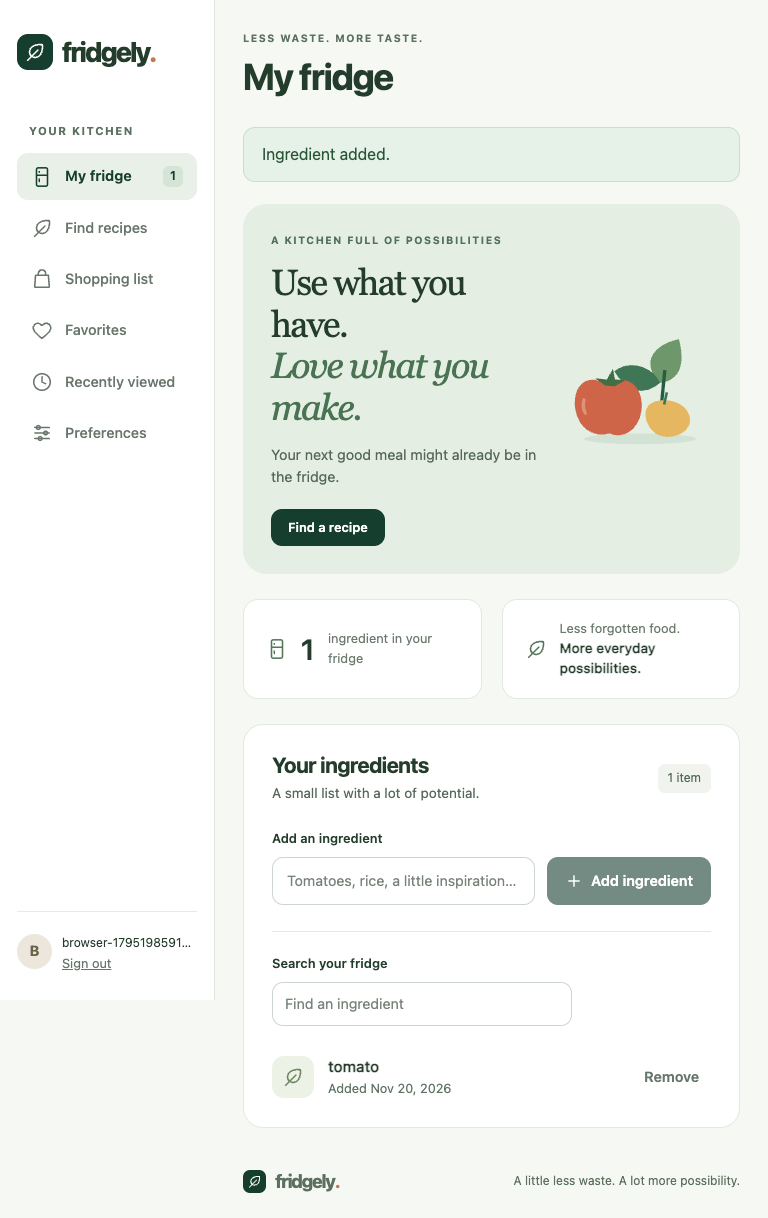 fridgely.
YOUR KITCHEN
My fridge 1
Find recipes
Shopping list
Favorites
Recently viewed
Preferences
B
browser-1795198591...
Sign out
LESS WASTE. MORE TASTE.
My fridge
Ingredient added.
A KITCHEN FULL OF POSSIBILITIES
Use what you
have.
Love what you
make.
Your next good meal might already be in
the fridge.
Find a recipe
1
ingredient in your
fridge
Less forgotten food.
More everyday
possibilities.
Your ingredients
A small list with a lot of potential.
1 item
Add an ingredient
Tomatoes, rice, a little inspiration...
Add ingredient
Search your fridge
Find an ingredient
tomato
Added Nov 20, 2026
Remove
fridgely.
A little less waste. A lot more possibility.